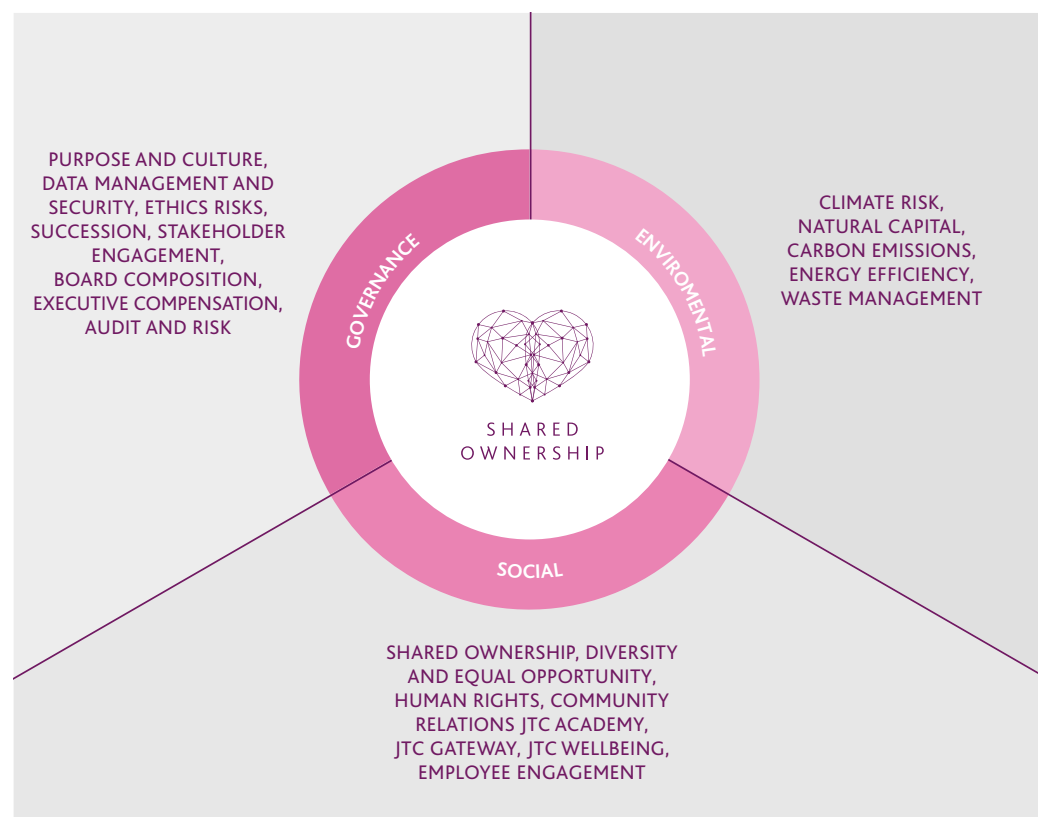 PURPOSE AND CULTURE,
DATA MANAGEMENT AND
SECURITY, ETHICS RISKS,
SUCCESSION, STAKEHOLDER
ENGAGEMENT,
BOARD COMPOSITION,
EXECUTIVE COMPENSATION,
AUDIT AND RISK
GOVERNANCE
ENVIROMENTAL
CLIMATE RISK,
NATURAL CAPITAL,
CARBON EMISSIONS,
ENERGY EFFICIENCY,
WASTE MANAGEMENT
SHARED
OWNERSHIP
SOCIAL
SHARED OWNERSHIP, DIVERSITY
AND EQUAL OPPORTUNITY,
HUMAN RIGHTS, COMMUNITY
RELATIONS JTC ACADEMY,
JTC GATEWAY, JTC WELLBEING,
EMPLOYEE ENGAGEMENT